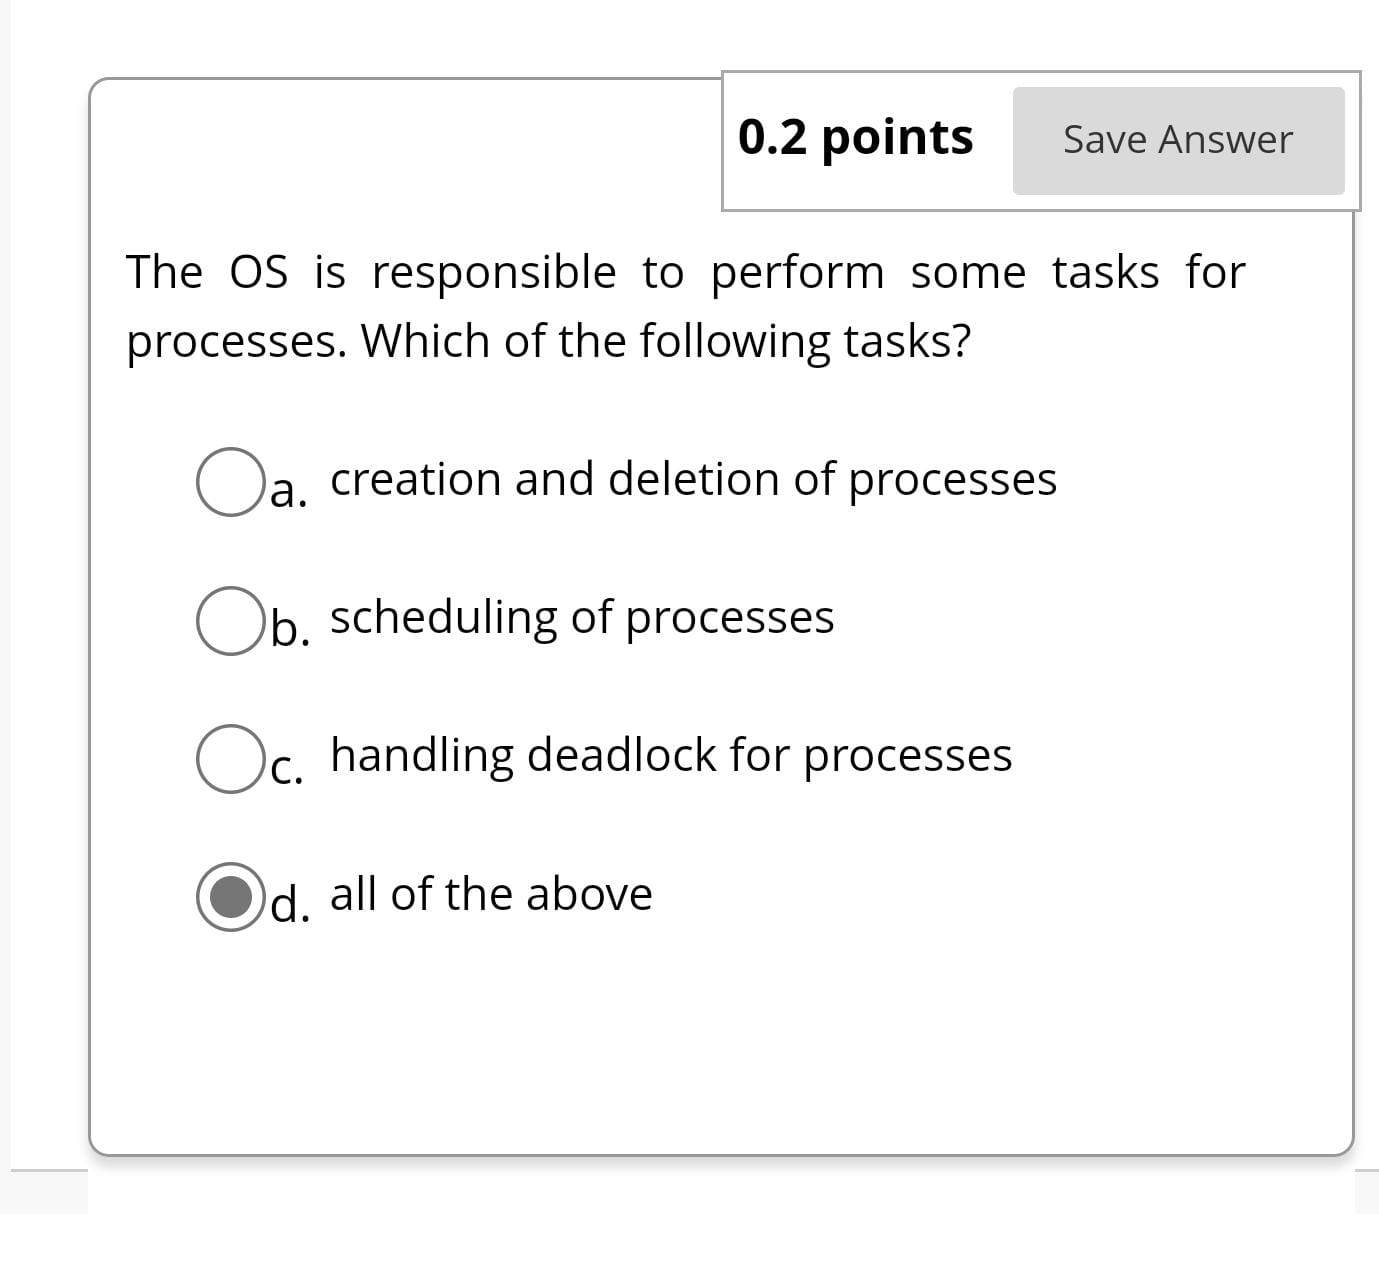 0.2 points
Save Answer
The OS is responsible to perform some tasks for
processes. Which of the following tasks?
a. creation and deletion of processes
b. scheduling of processes
c. handling deadlock for processes
d. all of the above